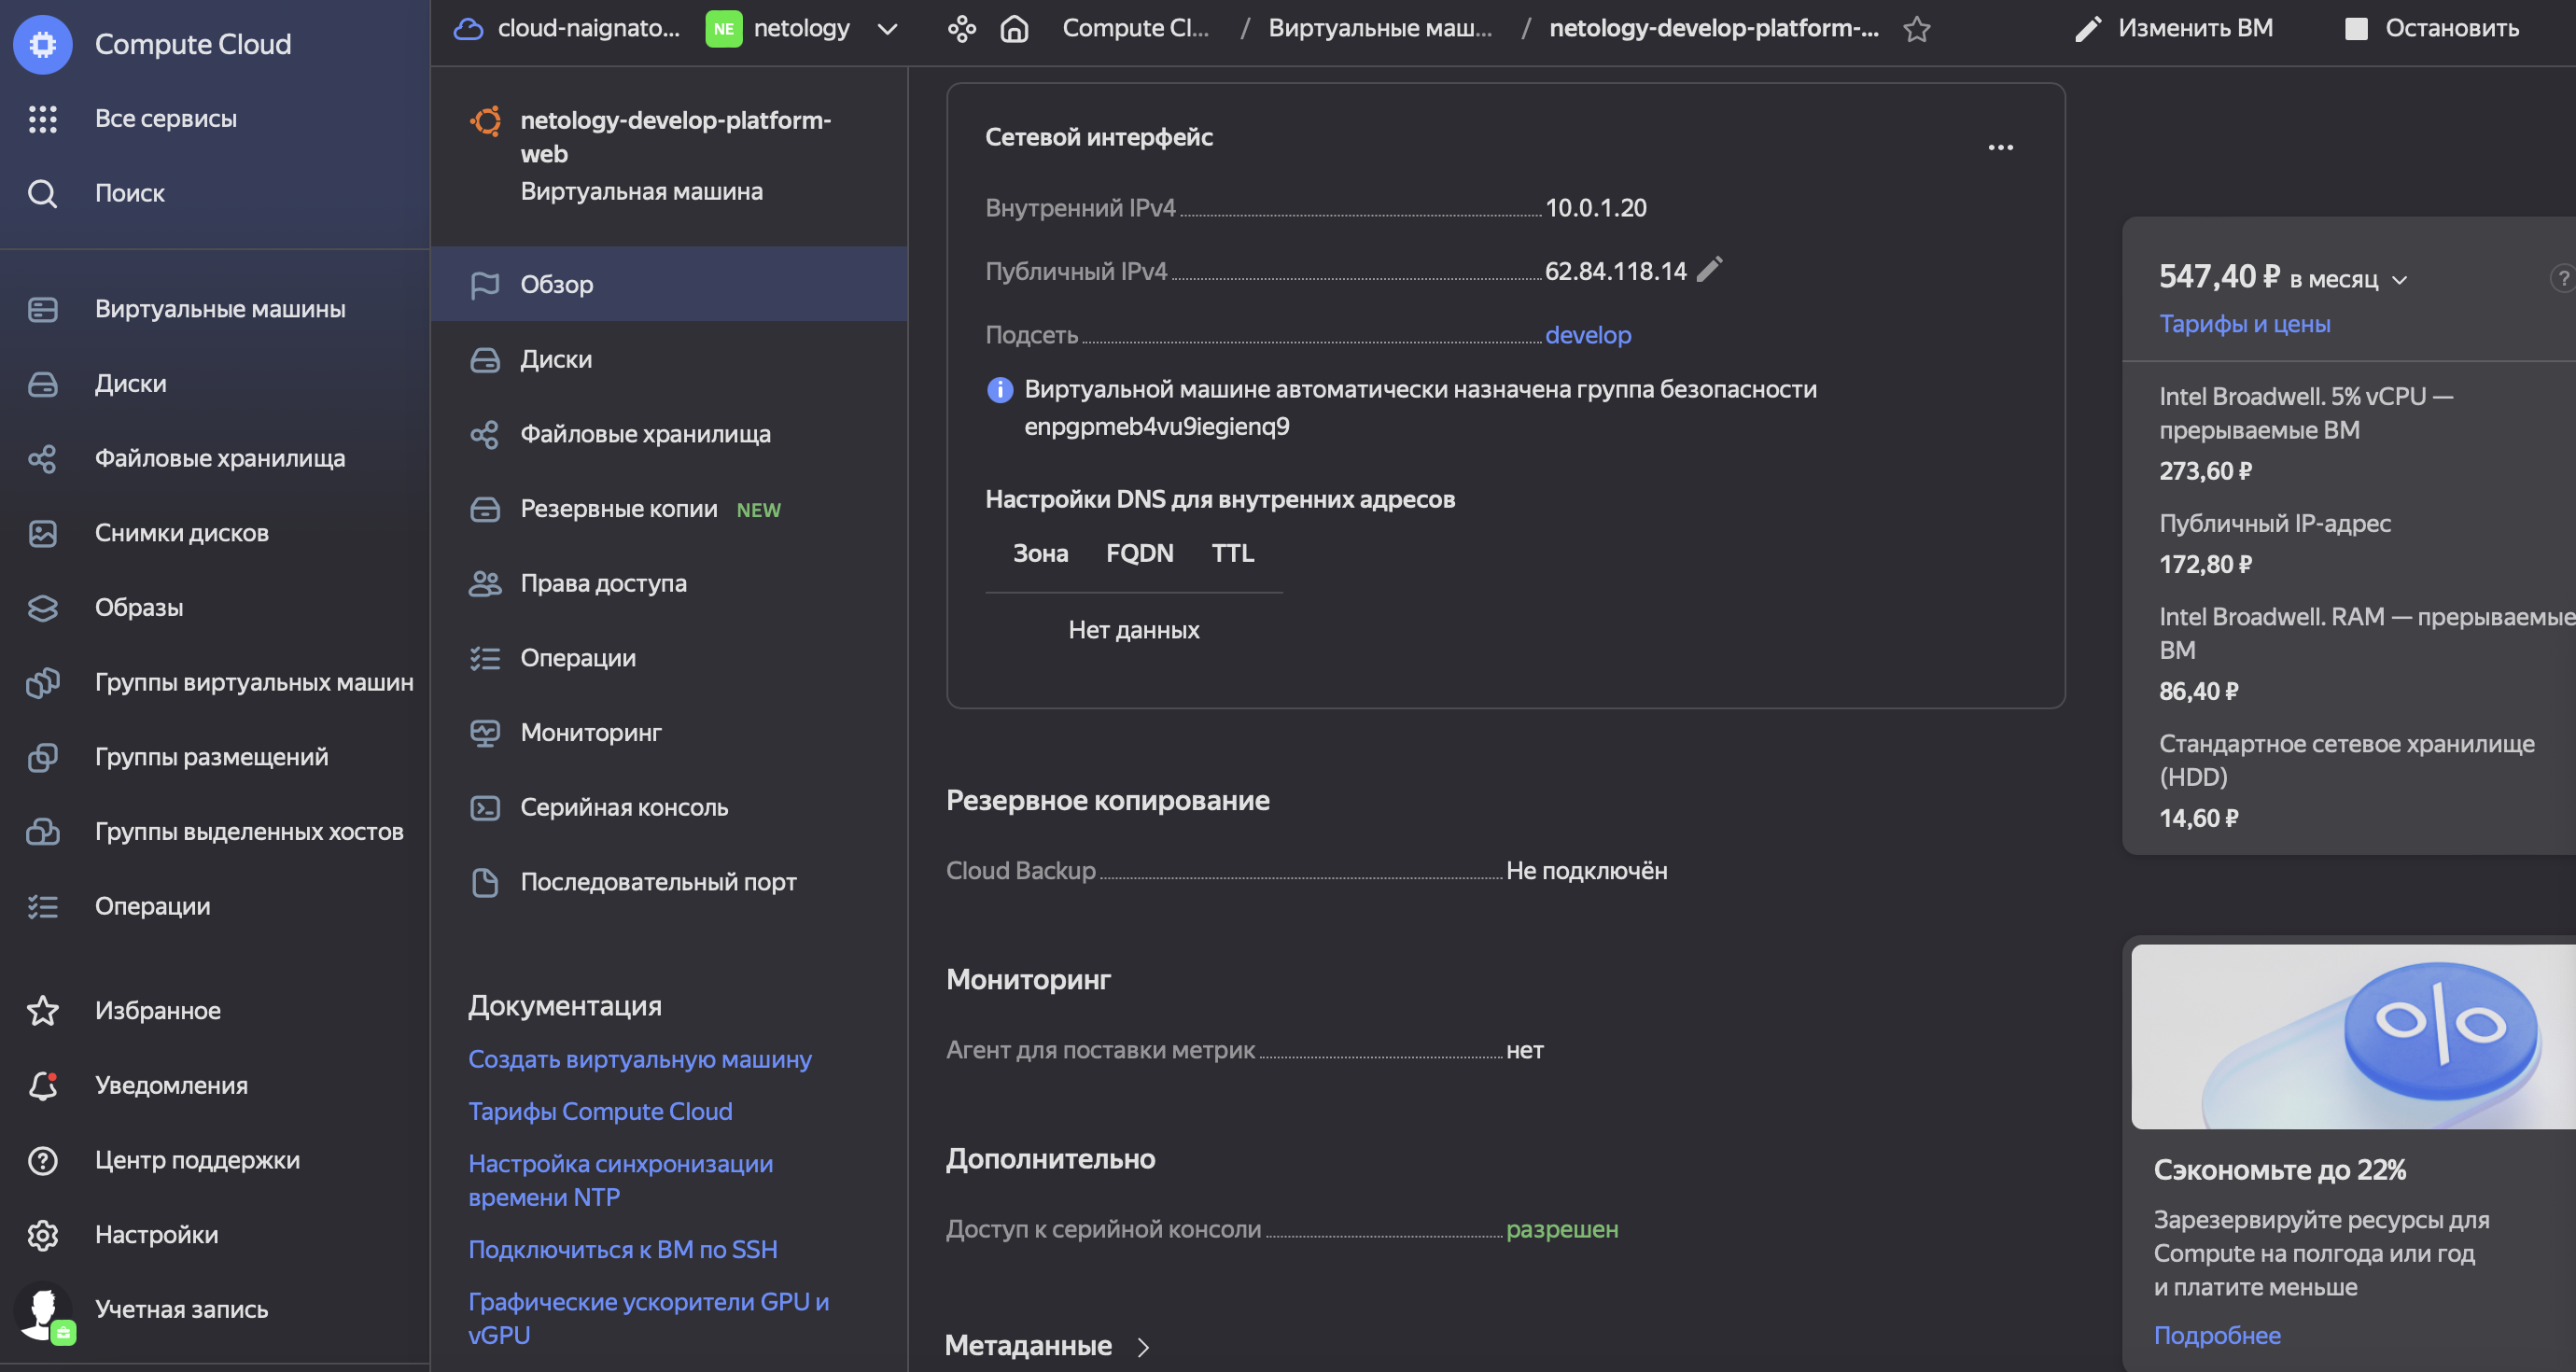 Compute Cloud
Все сервисы
Поиск
Виртуальные машины
Диски
Файловые хранилища
Снимки дисков
Образы
Группы виртуальных машин
Группы размещений
Группы выделенных хостов
Операции
Избранное
Уведомления
Центр поддержки
Настройки
Учетная запись
cloud-naignato... NE netology
Compute Cl... / Виртуальные маш... / netology-develop-platform-...
Изменить ВМ
Остановить
netology-develop-platform-
web
Виртуальная машина
Обзор
Диски
Файловые хранилища
Резервные копии NEW
Права доступа
Операции
Мониторинг
Серийная консоль
Последовательный порт
Документация
Создать виртуальную машину
Тарифы Compute Cloud
Настройка синхронизации
времени NTP
Подключиться к ВМ по SSH
Графические ускорители GPU и
vGPU
Сетевой интерфейс
Внутренний IPv4 10.0.1.20
Публичный IPv4 62.84.118.14
Подсеть develop
Виртуальной машине автоматически назначена группа безопасности
enpgpmeb4vu9iegienq9
Настройки DNS для внутренних адресов
Зона FQDN TTL
Нет данных
Резервное копирование
Cloud Backup Не подключён
Мониторинг
Агент для поставки метрик нет
Дополнительно
Доступ к серийной консоли разрешен
Метаданные
547,40 ₽ в месяц
?
Тарифы и цены
Intel Broadwell. 5% vCPU —
прерываемые ВМ
273,60 ₽
Публичный IP-адрес
172,80 ₽
Intel Broadwell. RAM — прерываемые
ВМ
86,40 ₽
Стандартное сетевое хранилище
(HDD)
14,60 ₽
%
Сэкономьте до 22%
Зарезервируйте ресурсы для
Compute на полгода или год
и платите меньше
Подробнее